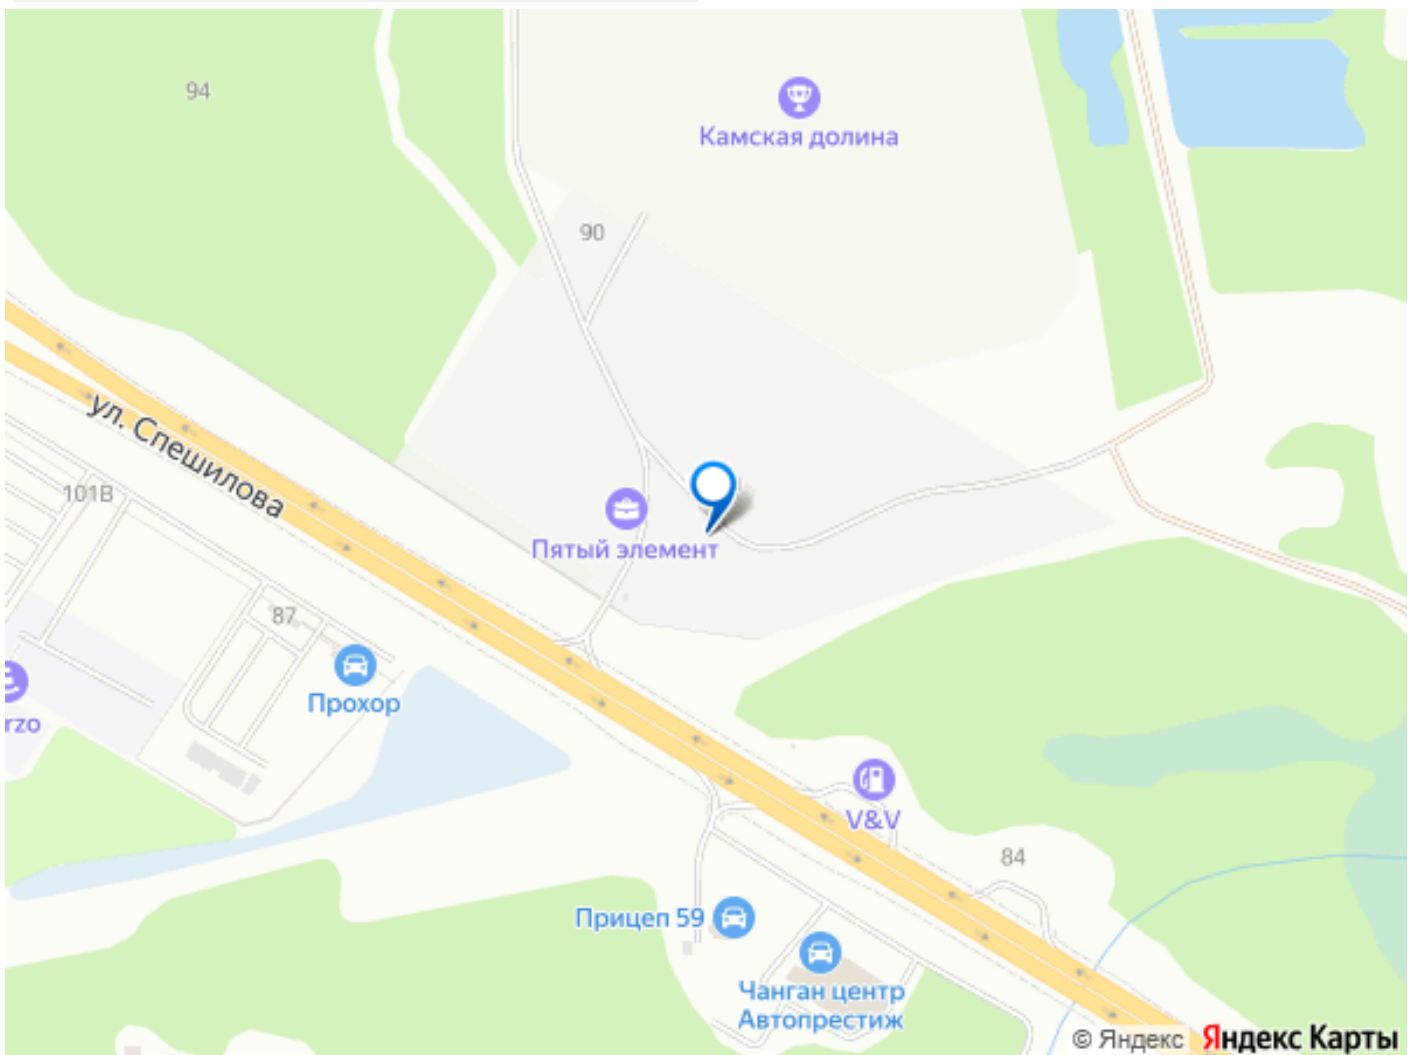 94
Камская долина
90
ул. Спешилова
101В
Пятый элемент
87
Прохор
rzo
V&V
84
Прицеп 59
Чанган центр
Автопрестиж
© Яндекс Яндекс Карты